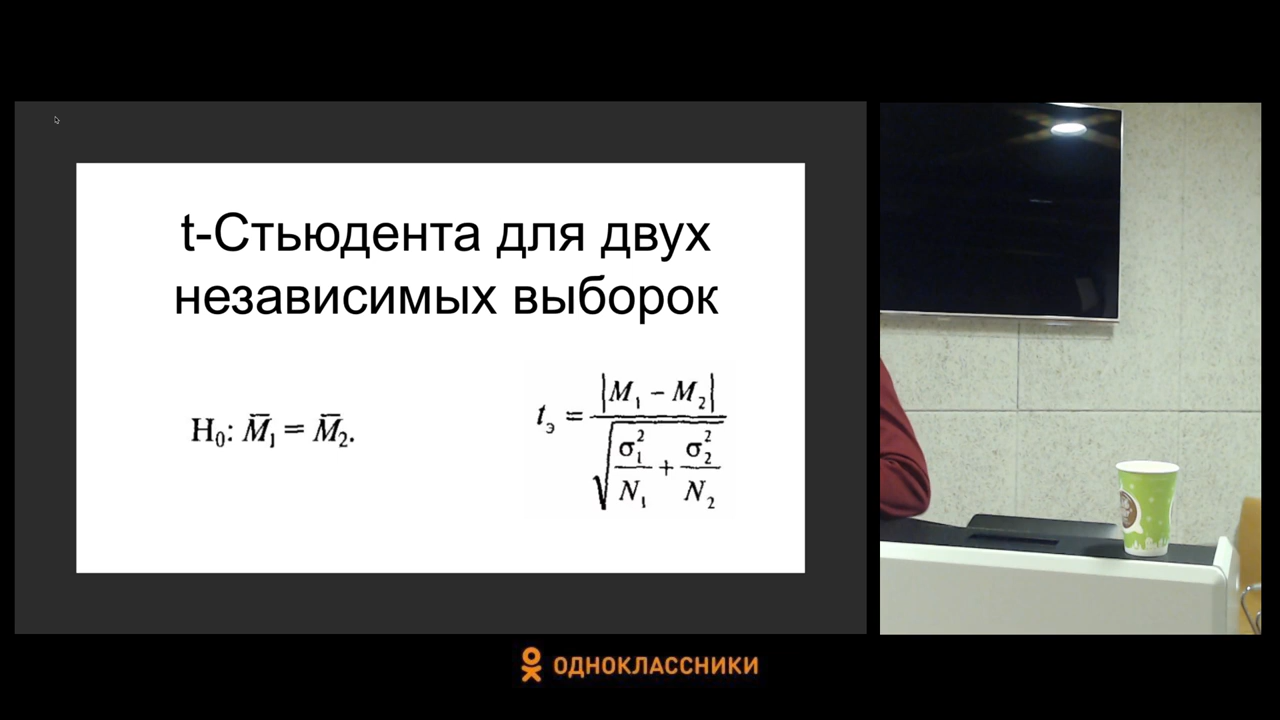 t-Стьюдента для двух
независимых выборок
H₀: M̅₁ = M̅₂.
tэ = |M₁ − M₂| / √(σ₁²/N₁ + σ₂²/N₂)
ОДНОКЛАССНИКИ